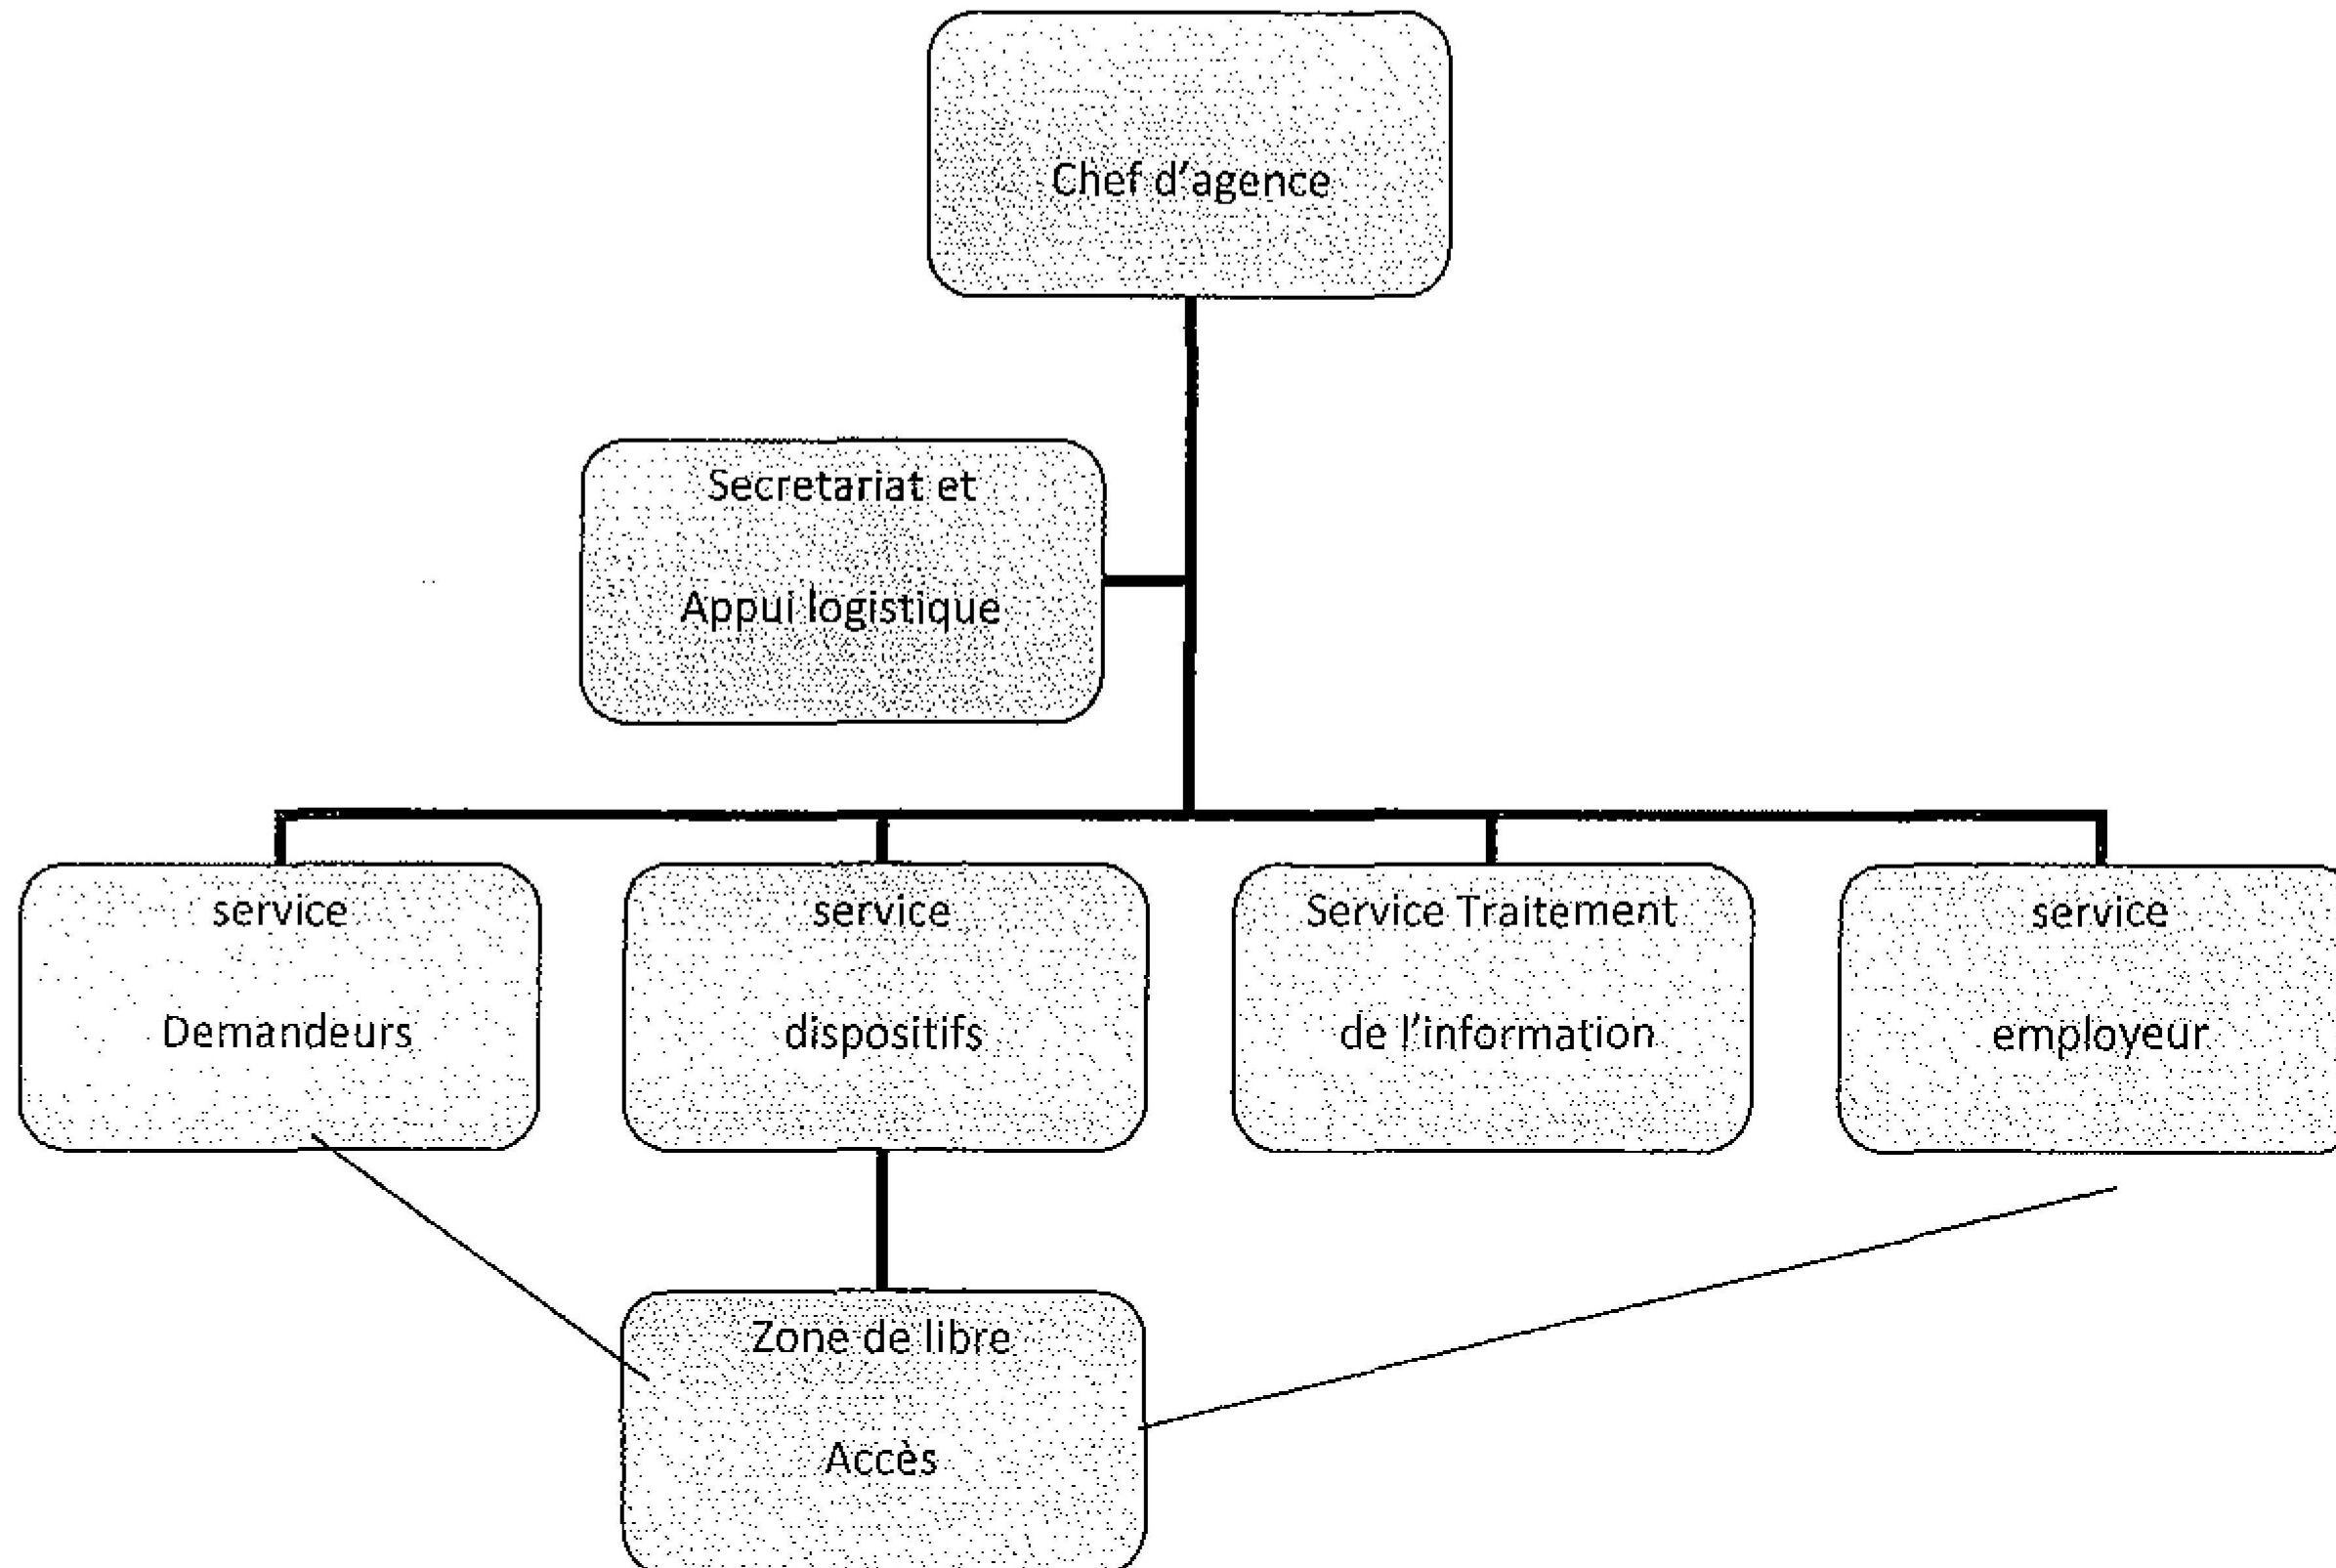 Chef d'agence
Secretariat et
Appui logistique
service
Demandeurs
service
dispositifs
Service Traitement
de l'information
service
employeur
Zone de libre
Accès